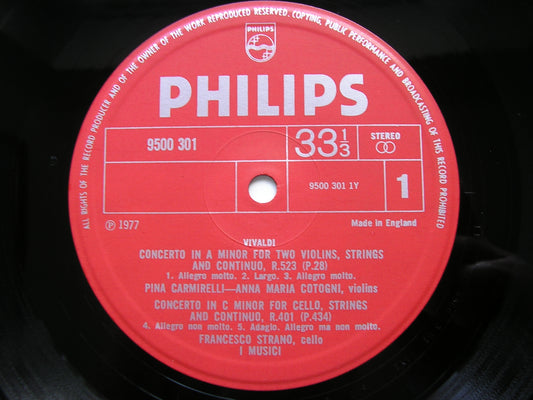 ALL RIGHTS OF THE RECORD PRODUCER AND OF THE OWNER OF THE WORK REPRODUCED RESERVED. COPYING, PUBLIC PERFORMANCE AND BROADCASTING OF THIS RECORD PROHIBITED
PHILIPS
PHILIPS
9500 301
33 1/3
STEREO
9500 301 1Y
1
℗ 1977
Made in England
VIVALDI
CONCERTO IN A MINOR FOR TWO VIOLINS, STRINGS
AND CONTINUO, R.523 (P.28)
1. Allegro molto. 2. Largo. 3. Allegro molto.
PINA CARMIRELLI—ANNA MARIA COTOGNI, violins
CONCERTO IN C MINOR FOR CELLO, STRINGS
AND CONTINUO, R.401 (P.434)
4. Allegro non molto. 5. Adagio. Allegro ma non molto.
FRANCESCO STRANO, cello
I MUSICI